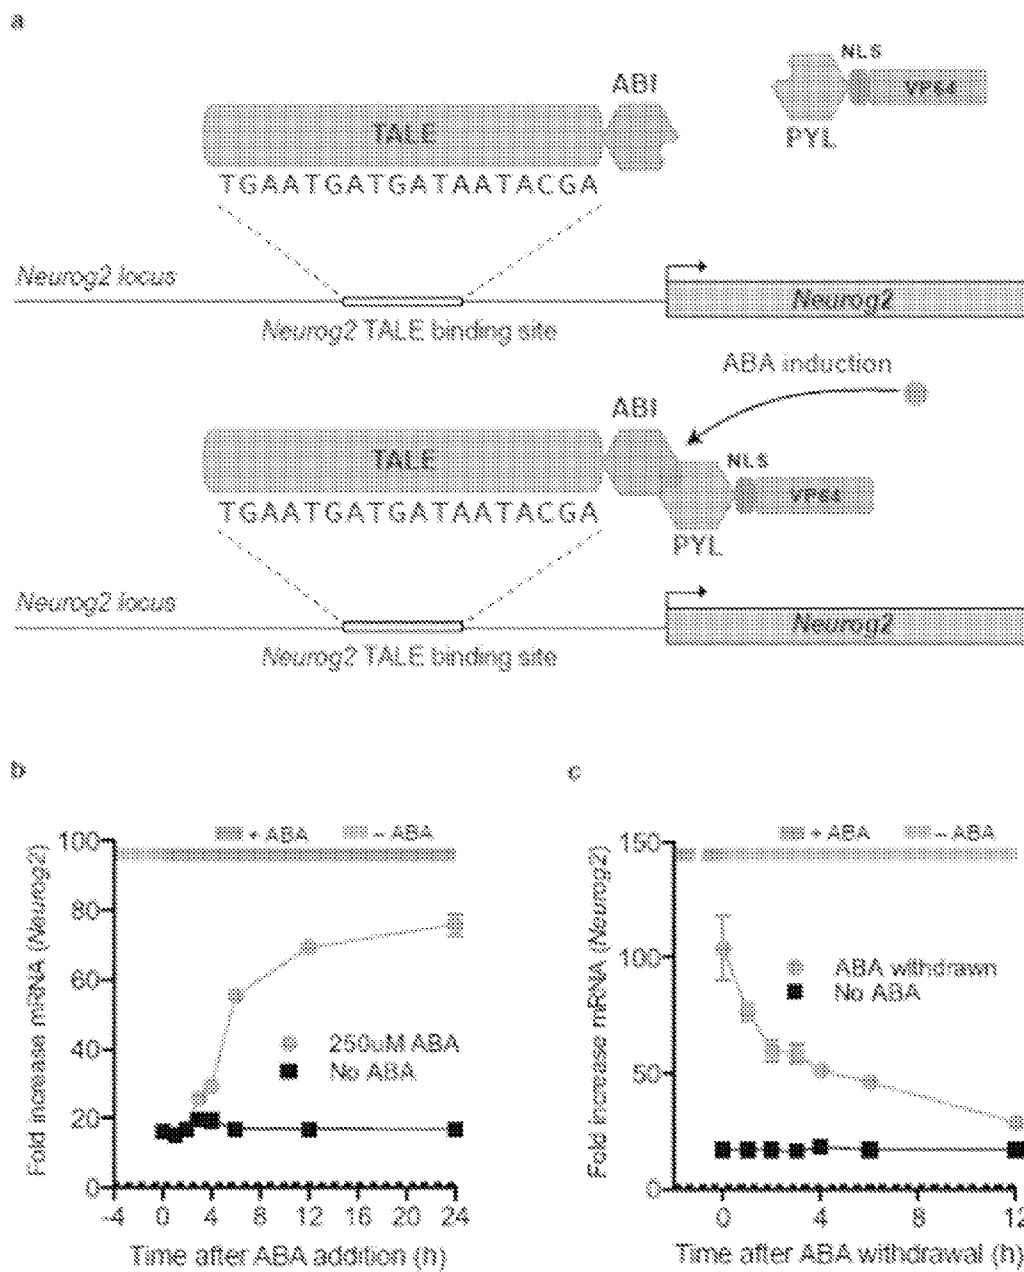 a
NLS
ABI
VP64
TALE
PYL
TGAATGATGATAATACGA
Neurog2 locus
Neurog2
Neurog2 TALE binding site
ABA induction
ABI
TALE
NLS
VP64
TGAATGATGATAATACGA
PYL
Neurog2 locus
Neurog2
Neurog2 TALE binding site
b
+ ABA – ABA
Fold increase mRNA (Neurog2)
100
80
60
40
20
0
250uM ABA
No ABA
-4 0 4 8 12 16 20 24
Time after ABA addition (h)
c
+ ABA – ABA
Fold increase mRNA (Neurog2)
150
100
50
0
ABA withdrawn
No ABA
0 4 8 12
Time after ABA withdrawal (h)